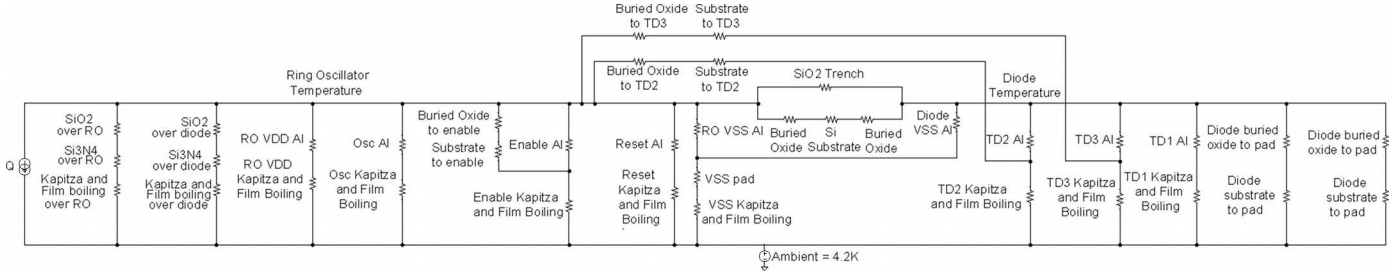 Buried Oxide
to TD3
Substrate
to TD3
Buried Oxide
to TD2
Substrate
to TD2
SiO2 Trench
Ring Oscillator
Temperature
Diode
Temperature
SiO2
over RO
Si3N4
over RO
Kapitza and
Film boiling
over RO
SiO2
over diode
Si3N4
over diode
Kapitza and
Film boiling
over diode
RO VDD Al
RO VDD
Kapitza and
Film Boiling
Osc Al
Osc Kapitza
and Film
Boiling
Buried Oxide
to enable
Substrate
to enable
Enable Al
Enable Kapitza
and Film Boiling
Reset Al
Reset
Kapitza
and Film
Boiling
RO VSS Al
VSS pad
VSS Kapitza
and Film Boiling
Buried
Oxide
Si
Substrate
Buried
Oxide
Diode
VSS Al
TD2 Al
TD2 Kapitza
and Film Boiling
TD3 Al
TD3 Kapitza
and Film
Boiling
TD1 Al
TD1 Kapitza
and Film
Boiling
Diode buried
oxide to pad
Diode
substrate
to pad
Diode buried
oxide to pad
Diode
substrate
to pad
Q
Ambient = 4.2K